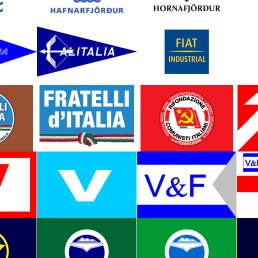 HAFNARFJÖRÐUR
HORNAFJÖRÐUR
ALITALIA
FIAT
INDUSTRIAL
FRATELLI
d'ITALIA
RIFONDAZIONE
COMUNISTI ITALIANI
V
V&F
V&F